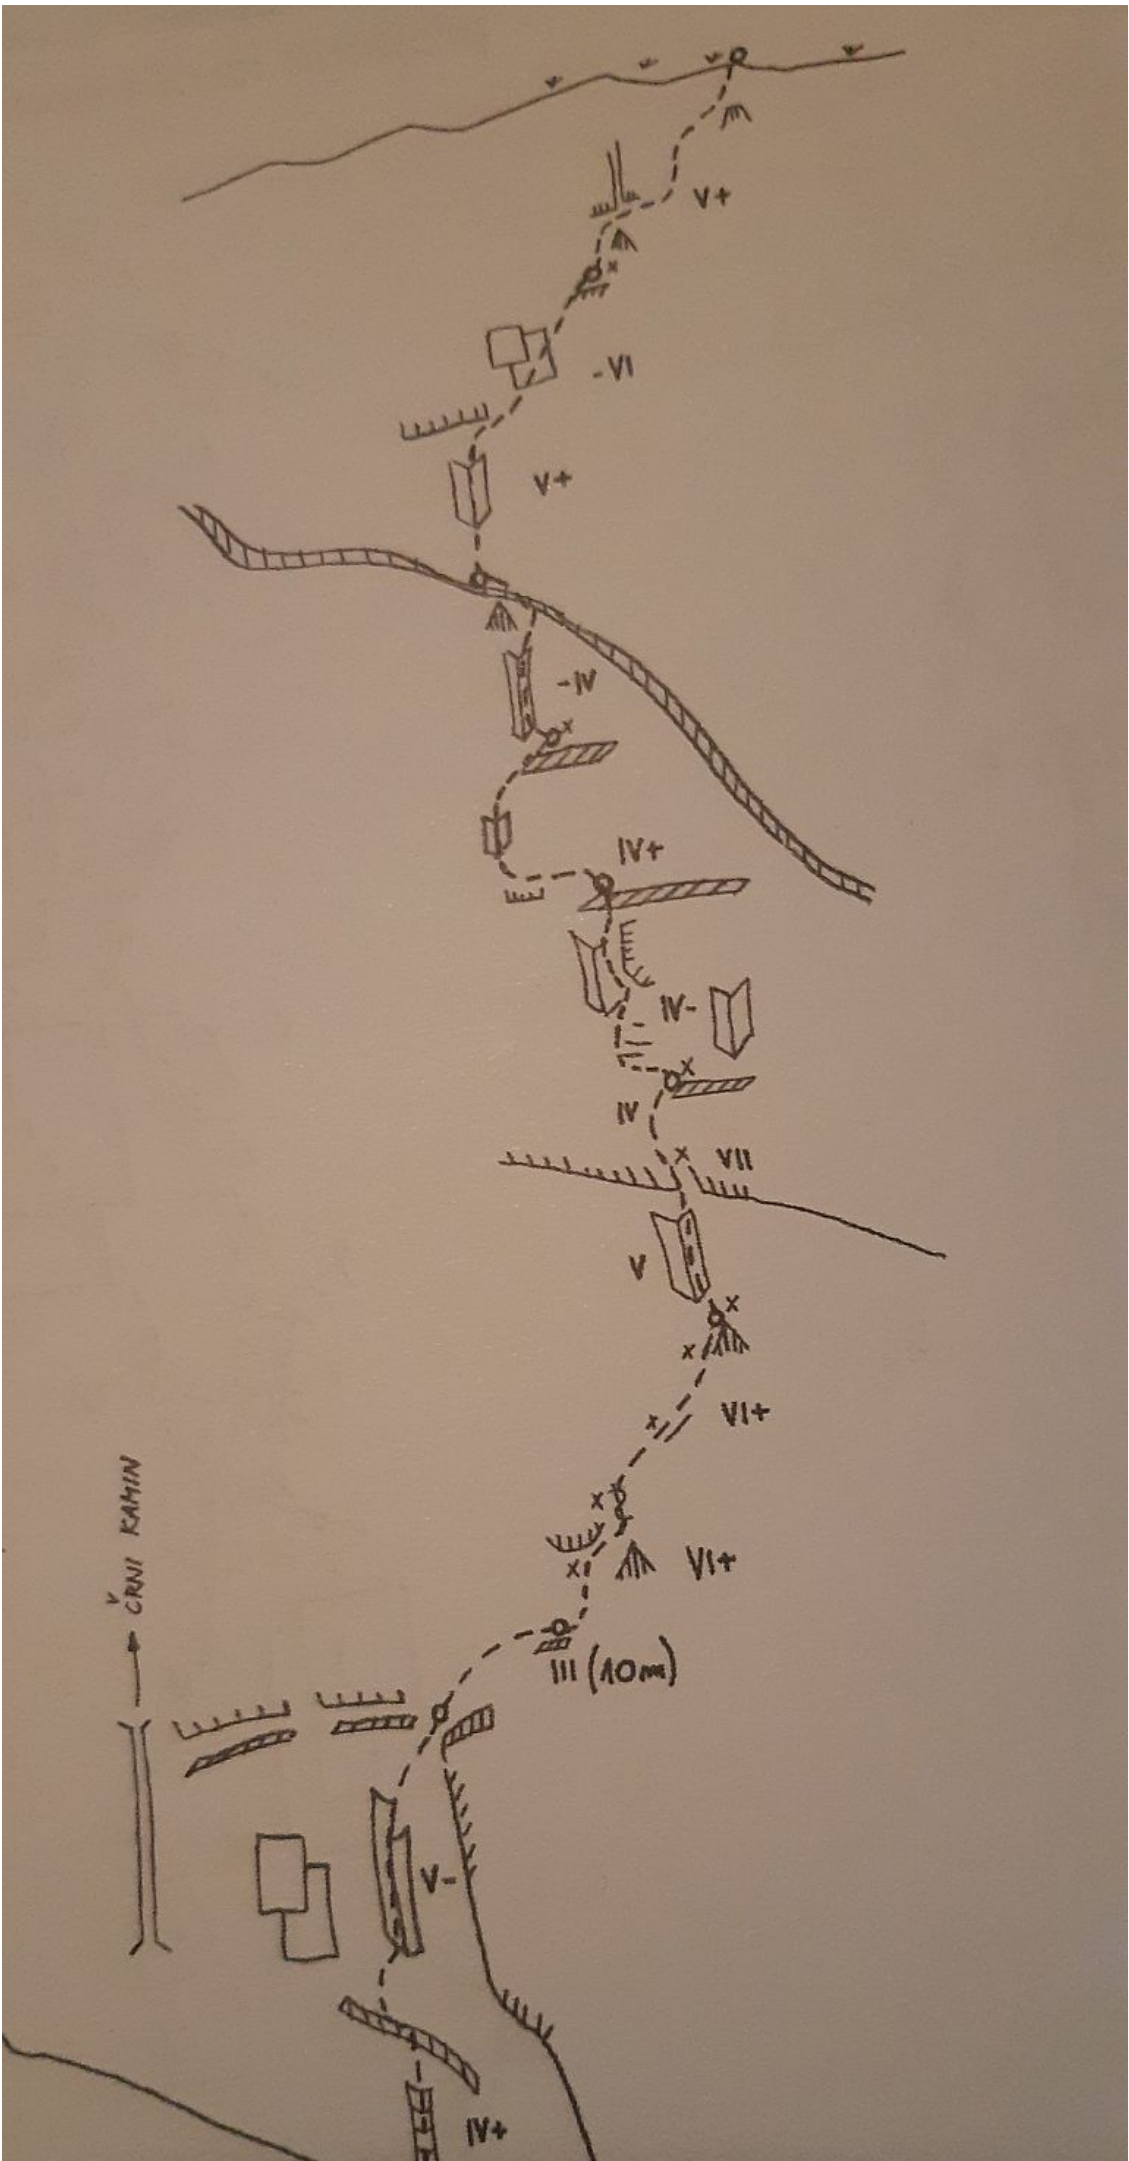 V+
-VI
V+
-IV
IV+
IV-
IV
VII
V
VI+
VI+
ČRNI KAMIN
III (10m)
V-
IV+